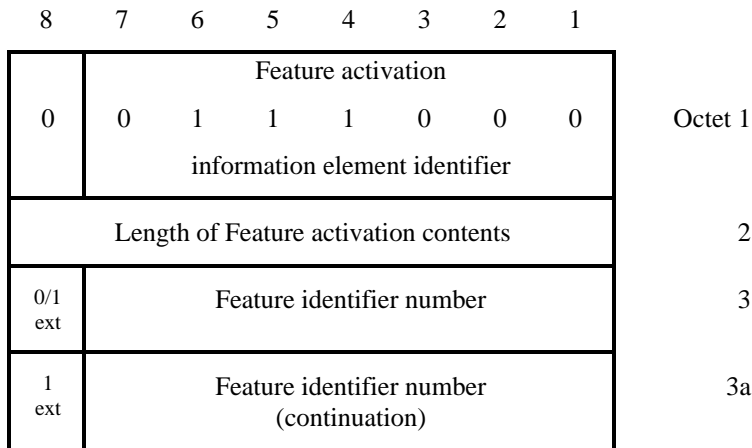 8 7 6 5 4 3 2 1
Feature activation
0 0 1 1 1 0 0 0 Octet 1
information element identifier
Length of Feature activation contents 2
0/1 Feature identifier number 3
ext
1 Feature identifier number 3a
ext (continuation)